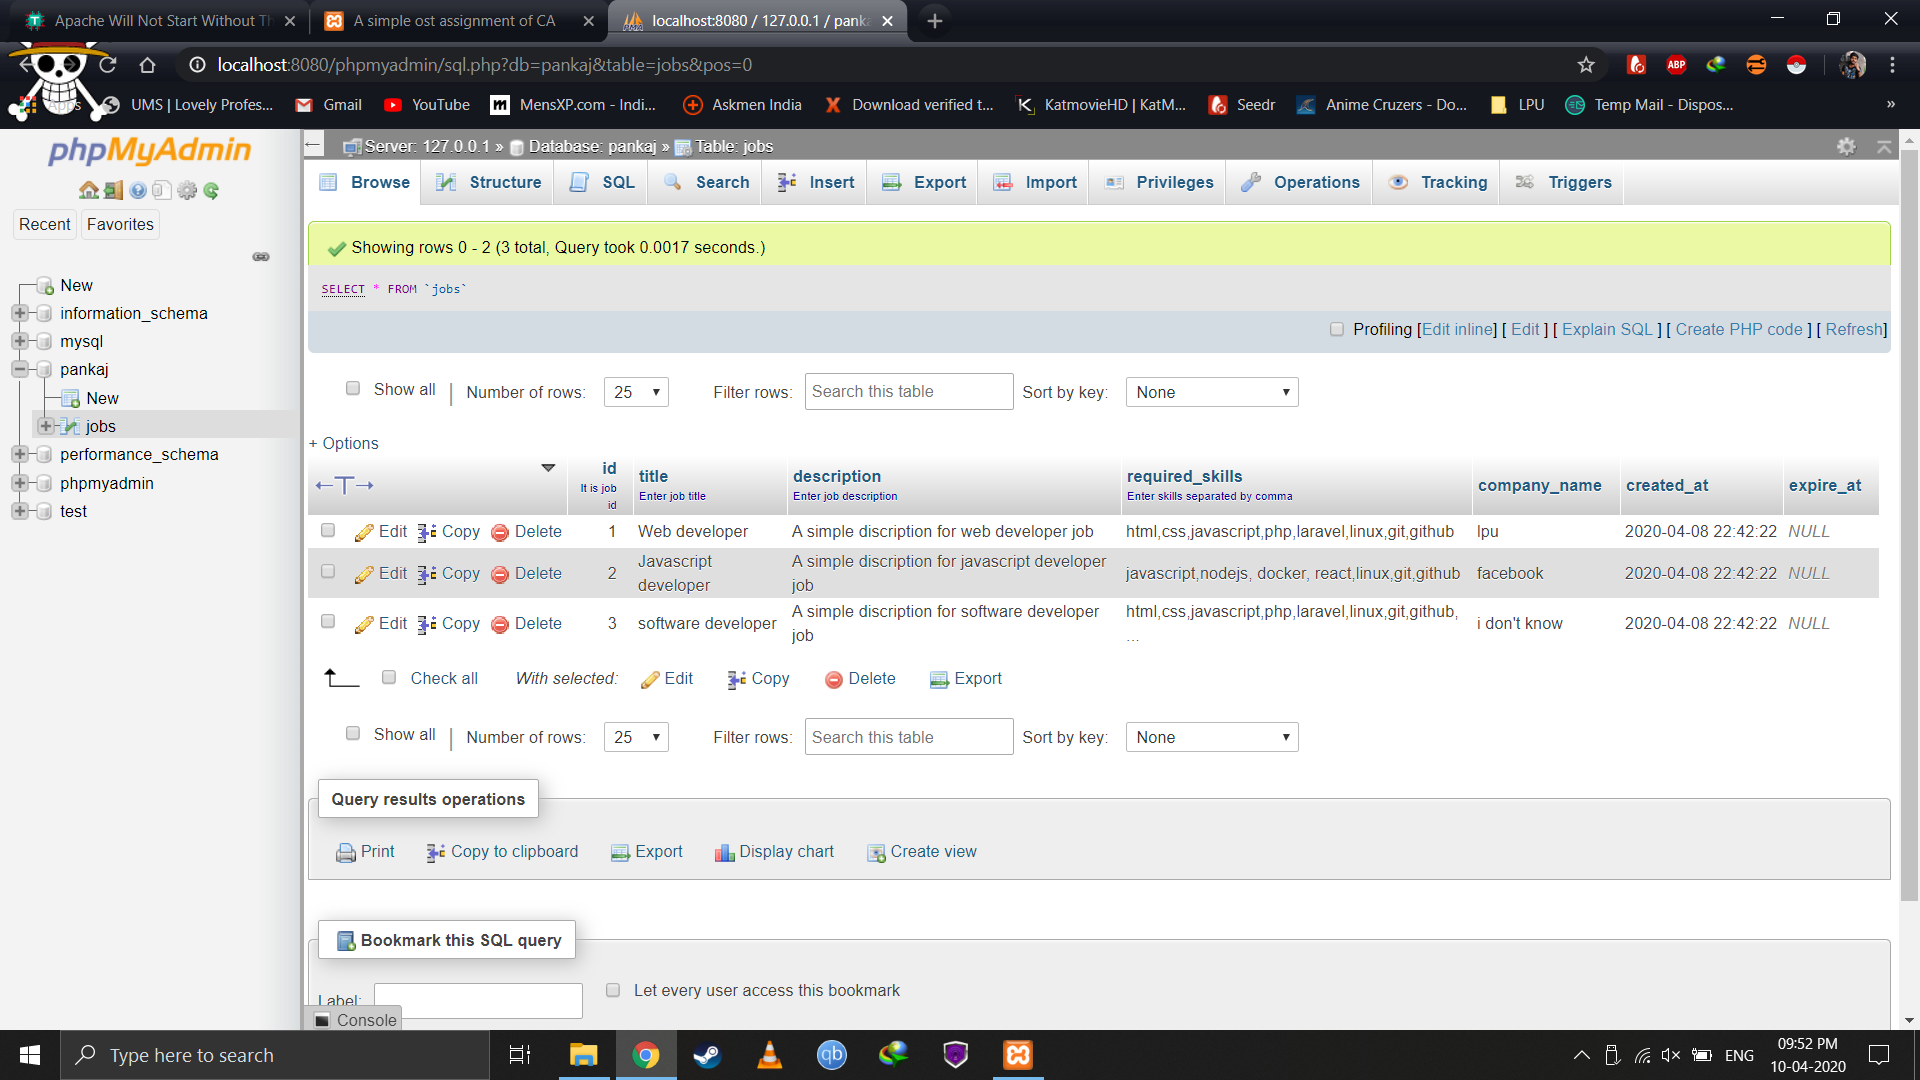 Apache Will Not Start Without Th
A simple ost assignment of CA
localhost:8080 / 127.0.0.1 / panka
localhost:8080/phpmyadmin/sql.php?db=pankaj&table=jobs&pos=0
ABP
Apps
UMS | Lovely Profes...
Gmail
YouTube
m MensXP.com - Indi...
Askmen India
Download verified t...
KatmovieHD | KatM...
Seedr
Anime Cruzers - Do...
LPU
Temp Mail - Dispos...
»
phpMyAdmin
Recent Favorites
New
information_schema
mysql
pankaj
New
jobs
performance_schema
phpmyadmin
test
Server: 127.0.0.1 » Database: pankaj » Table: jobs
Browse Structure SQL Search Insert Export Import Privileges Operations Tracking Triggers
Showing rows 0 - 2 (3 total, Query took 0.0017 seconds.)
SELECT * FROM `jobs`
Profiling [Edit inline] [ Edit ] [ Explain SQL ] [ Create PHP code ] [ Refresh]
Show all | Number of rows: 25 Filter rows: Search this table Sort by key: None
+ Options
id title description required_skills company_name created_at expire_at
It is job id Enter job title Enter job description Enter skills separated by comma
Edit Copy Delete 1 Web developer A simple discription for web developer job html,css,javascript,php,laravel,linux,git,github lpu 2020-04-08 22:42:22 NULL
Edit Copy Delete 2 Javascript developer A simple discription for javascript developer job javascript,nodejs, docker, react,linux,git,github facebook 2020-04-08 22:42:22 NULL
Edit Copy Delete 3 software developer A simple discription for software developer job html,css,javascript,php,laravel,linux,git,github, ... i don't know 2020-04-08 22:42:22 NULL
Check all With selected: Edit Copy Delete Export
Show all | Number of rows: 25 Filter rows: Search this table Sort by key: None
Query results operations
Print Copy to clipboard Export Display chart Create view
Bookmark this SQL query
Label: Let every user access this bookmark
Console
Type here to search
qb
ENG
09:52 PM
10-04-2020